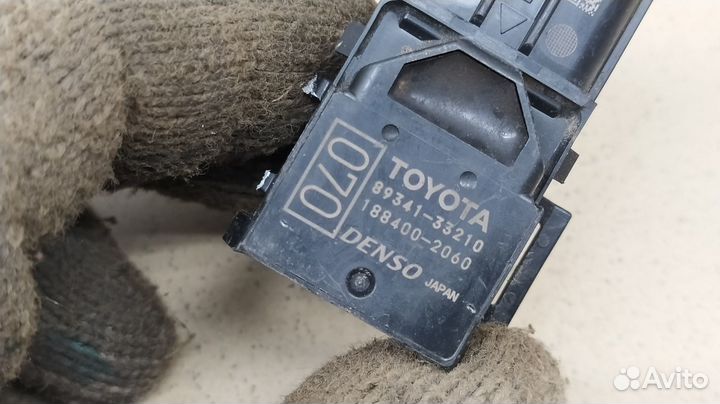 070
TOYOTA
89341-33210
188400-2060
DENSO
JAPAN
Avito